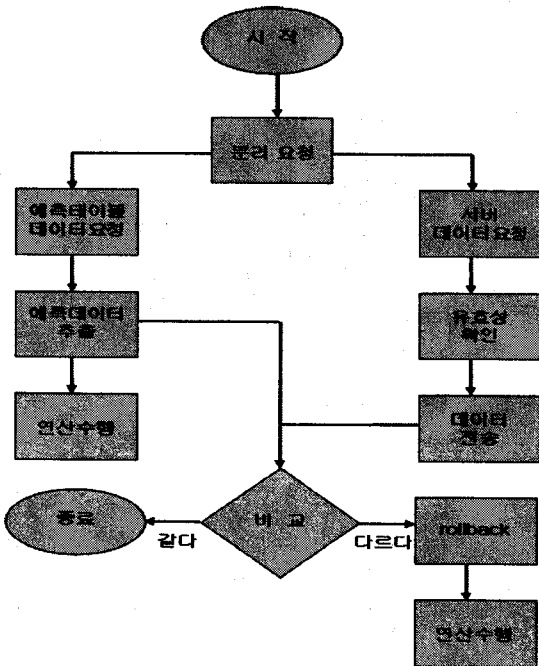 시 작
분리 요청
예측테이블
데이터요청
서버
데이터요청
예측데이터
추출
유효성
확인
연산수행
데이터
전송
비 교
종료
같다
다르다
rollback
연산수행